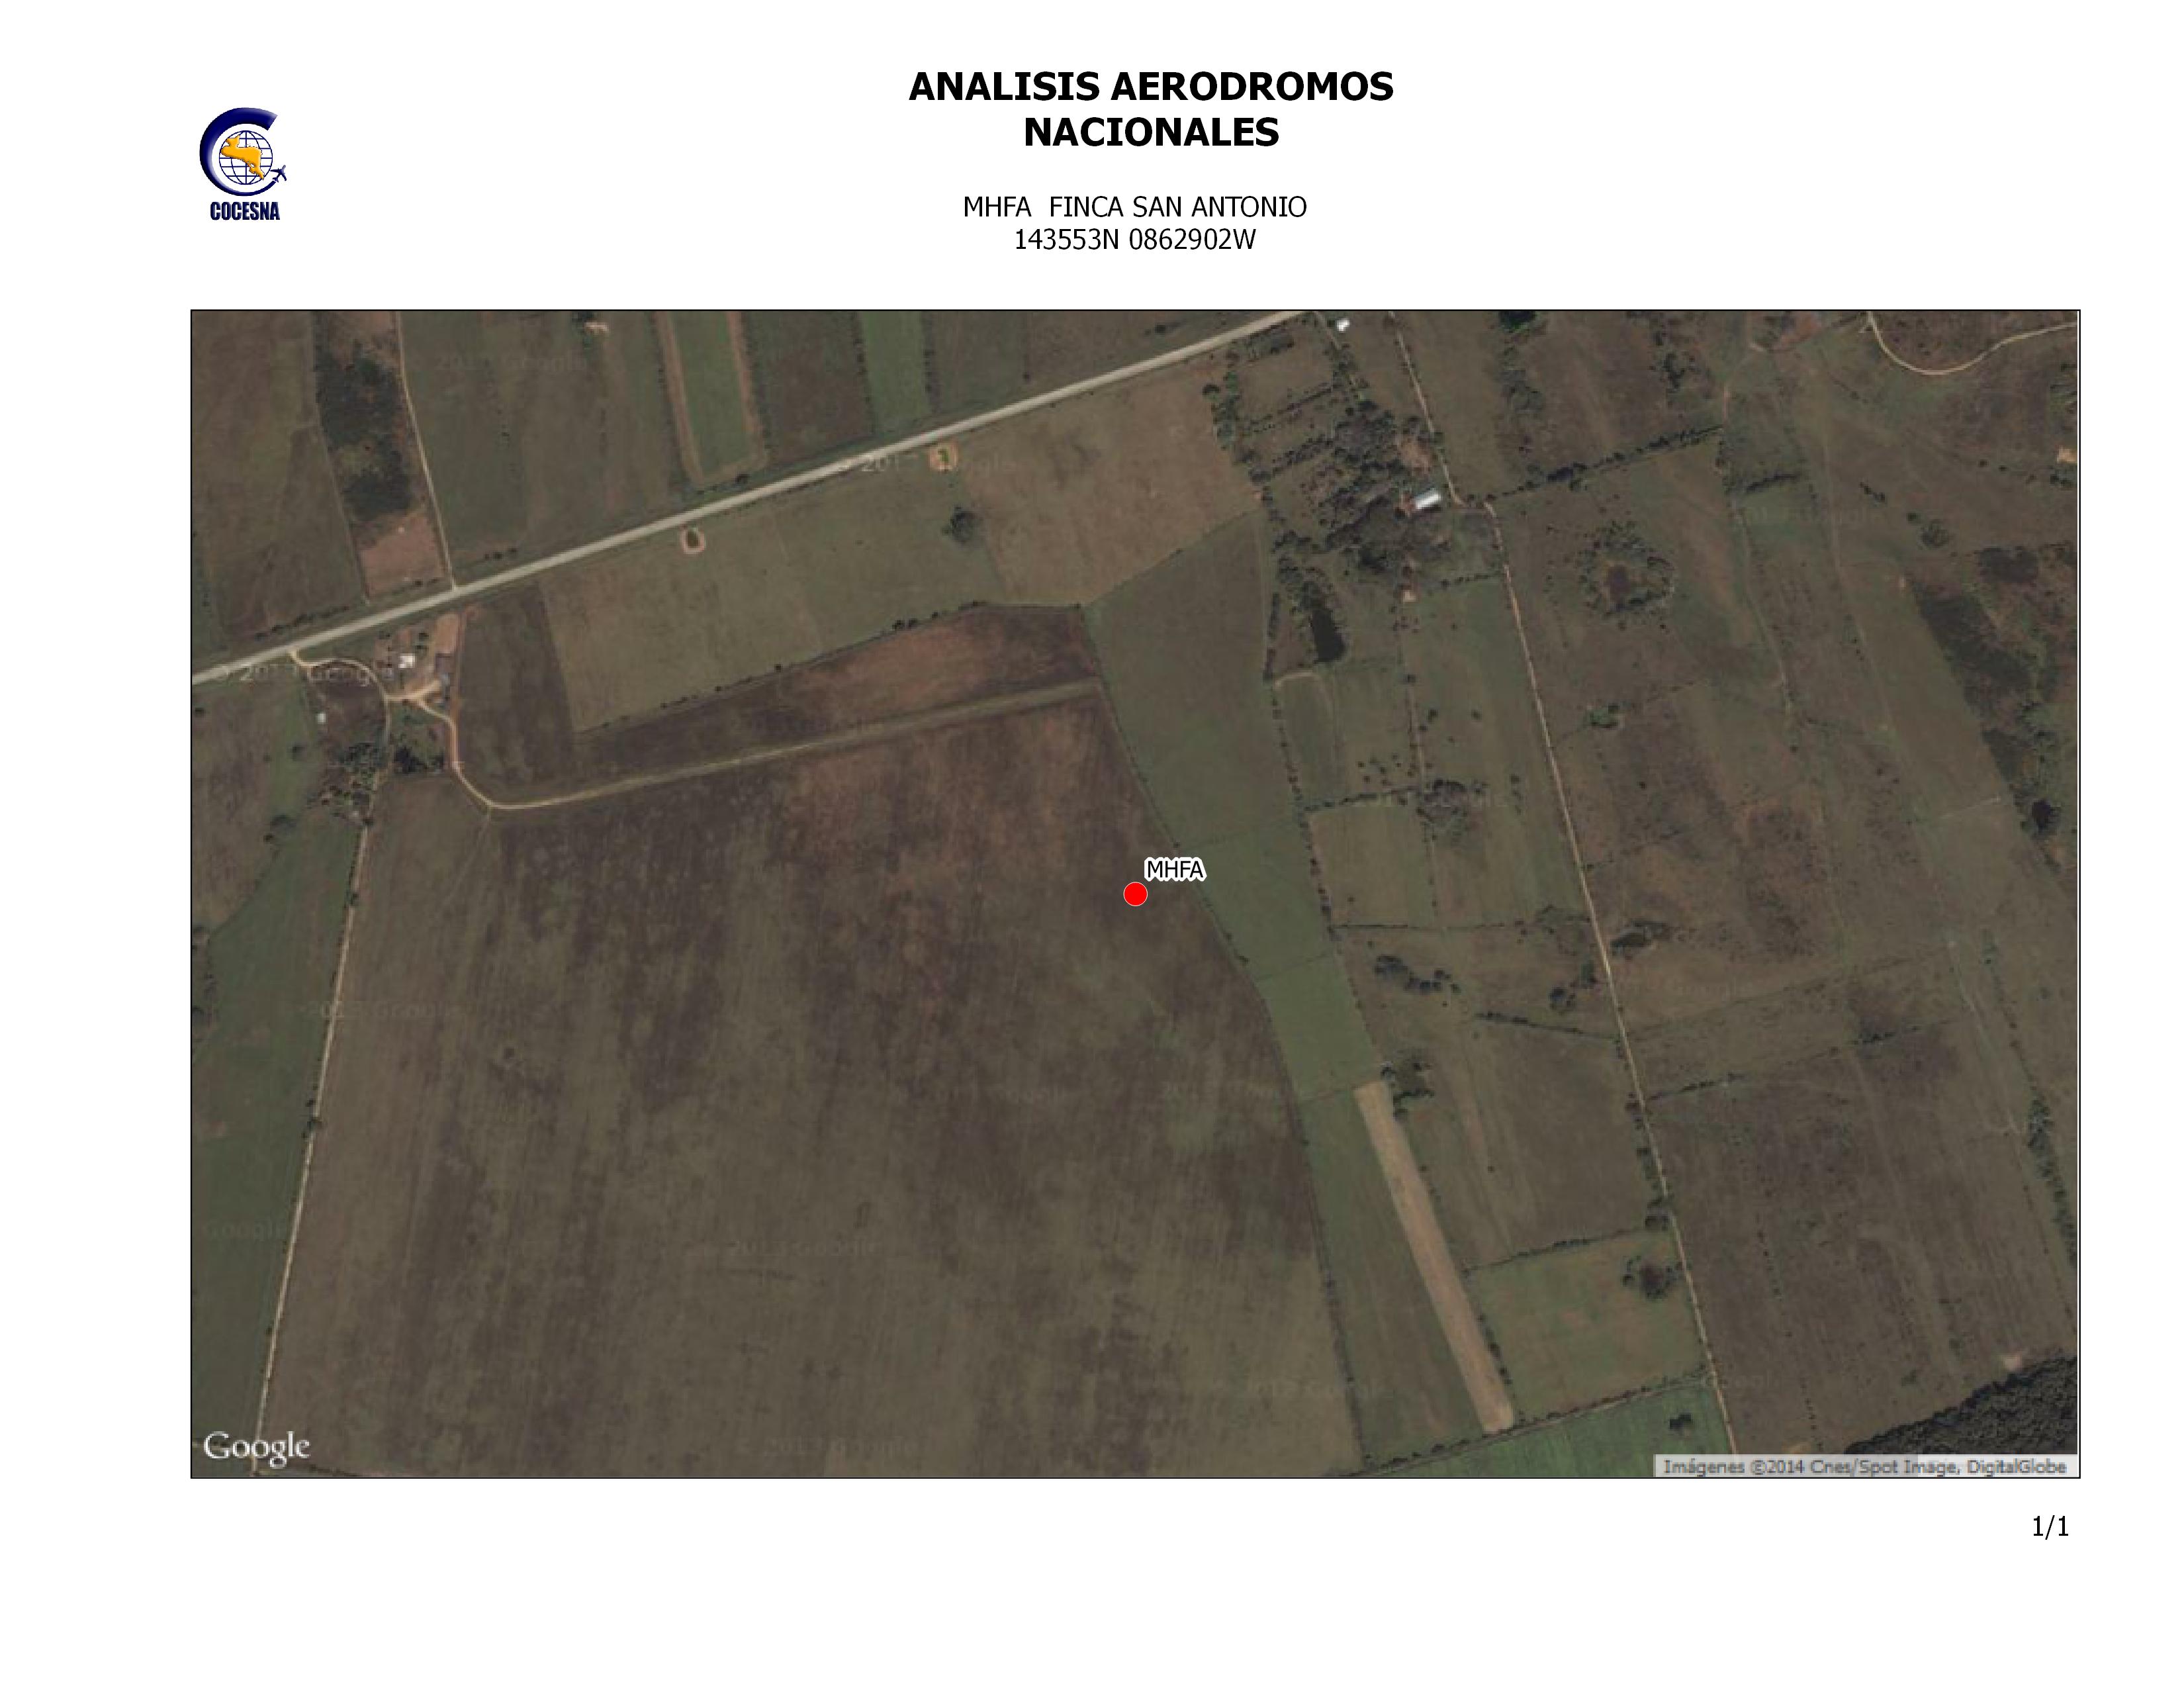 ANALISIS AERODROMOS
NACIONALES
COCESNA
MHFA FINCA SAN ANTONIO
143553N 0862902W
MHFA
Google
Imágenes ©2014 Cnes/Spot Image, DigitalGlobe
1/1